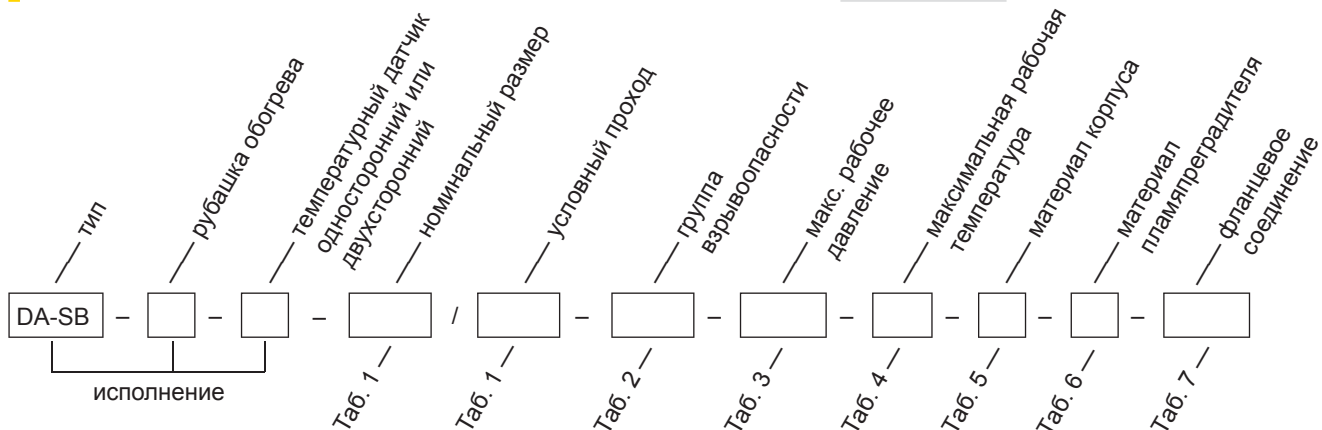 тип
рубашка обогрева
температурный датчик
односторонний или
двухсторонний
номинальный размер
условный проход
группа
взрывоопасности
макс. рабочее
давление
максимальная рабочая
температура
материал корпуса
материал
пламяпреградителя
фланцевое
соединение
DA-SB – – – / – – – – – –
исполнение
Таб. 1
Таб. 1
Таб. 2
Таб. 3
Таб. 4
Таб. 5
Таб. 6
Таб. 7